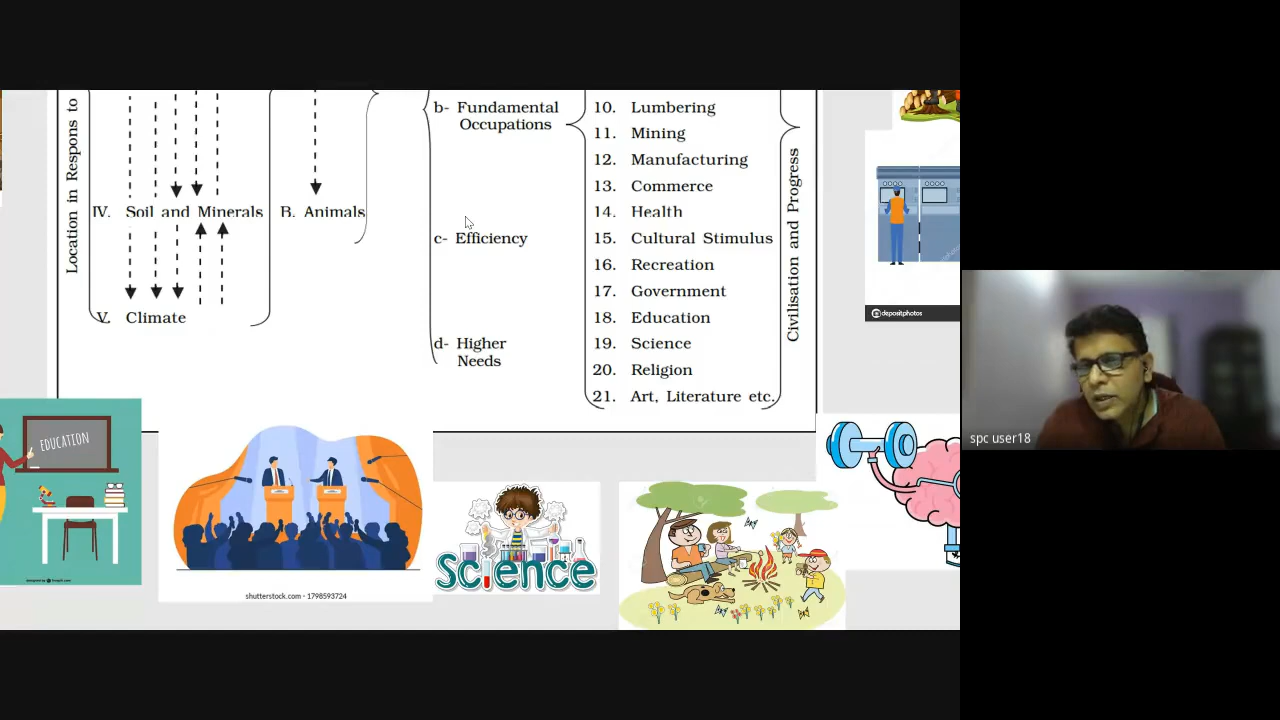 Location in Respons to
IV. Soil and Minerals
V. Climate
B. Animals
b- Fundamental
Occupations
c- Efficiency
d- Higher
Needs
10. Lumbering
11. Mining
12. Manufacturing
13. Commerce
14. Health
15. Cultural Stimulus
16. Recreation
17. Government
18. Education
19. Science
20. Religion
21. Art, Literature etc.
Civilisation and Progress
depositphotos
spc user18
EDUCATION
shutterstock.com · 1798593724
Science